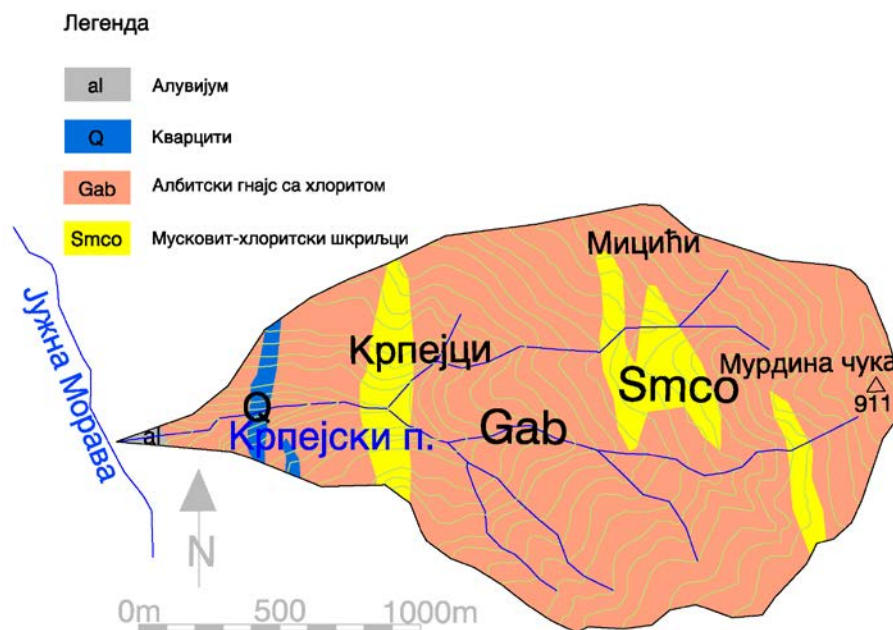 Легенда
al Алувијум
Q Кварцити
Gab Албитски гнајс са хлоритом
Smco Мусковит-хлоритски шкриљци
Мицићи
Јужна Морава
Крпејци
Мурдина чука
Smco
911
Q
Gab
al
Крпејски п.
N
0m 500 1000m